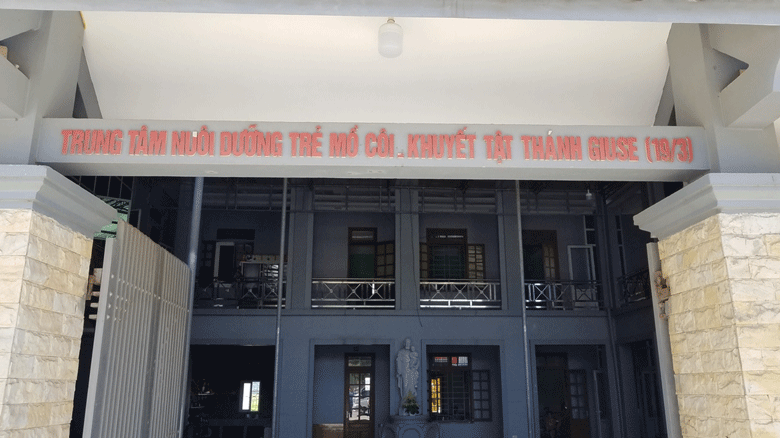 TRUNG TÂM NUÔI DƯỠNG TRẺ MỒ CÔI - KHUYẾT TẬT THÁNH GIUSE (19/3)